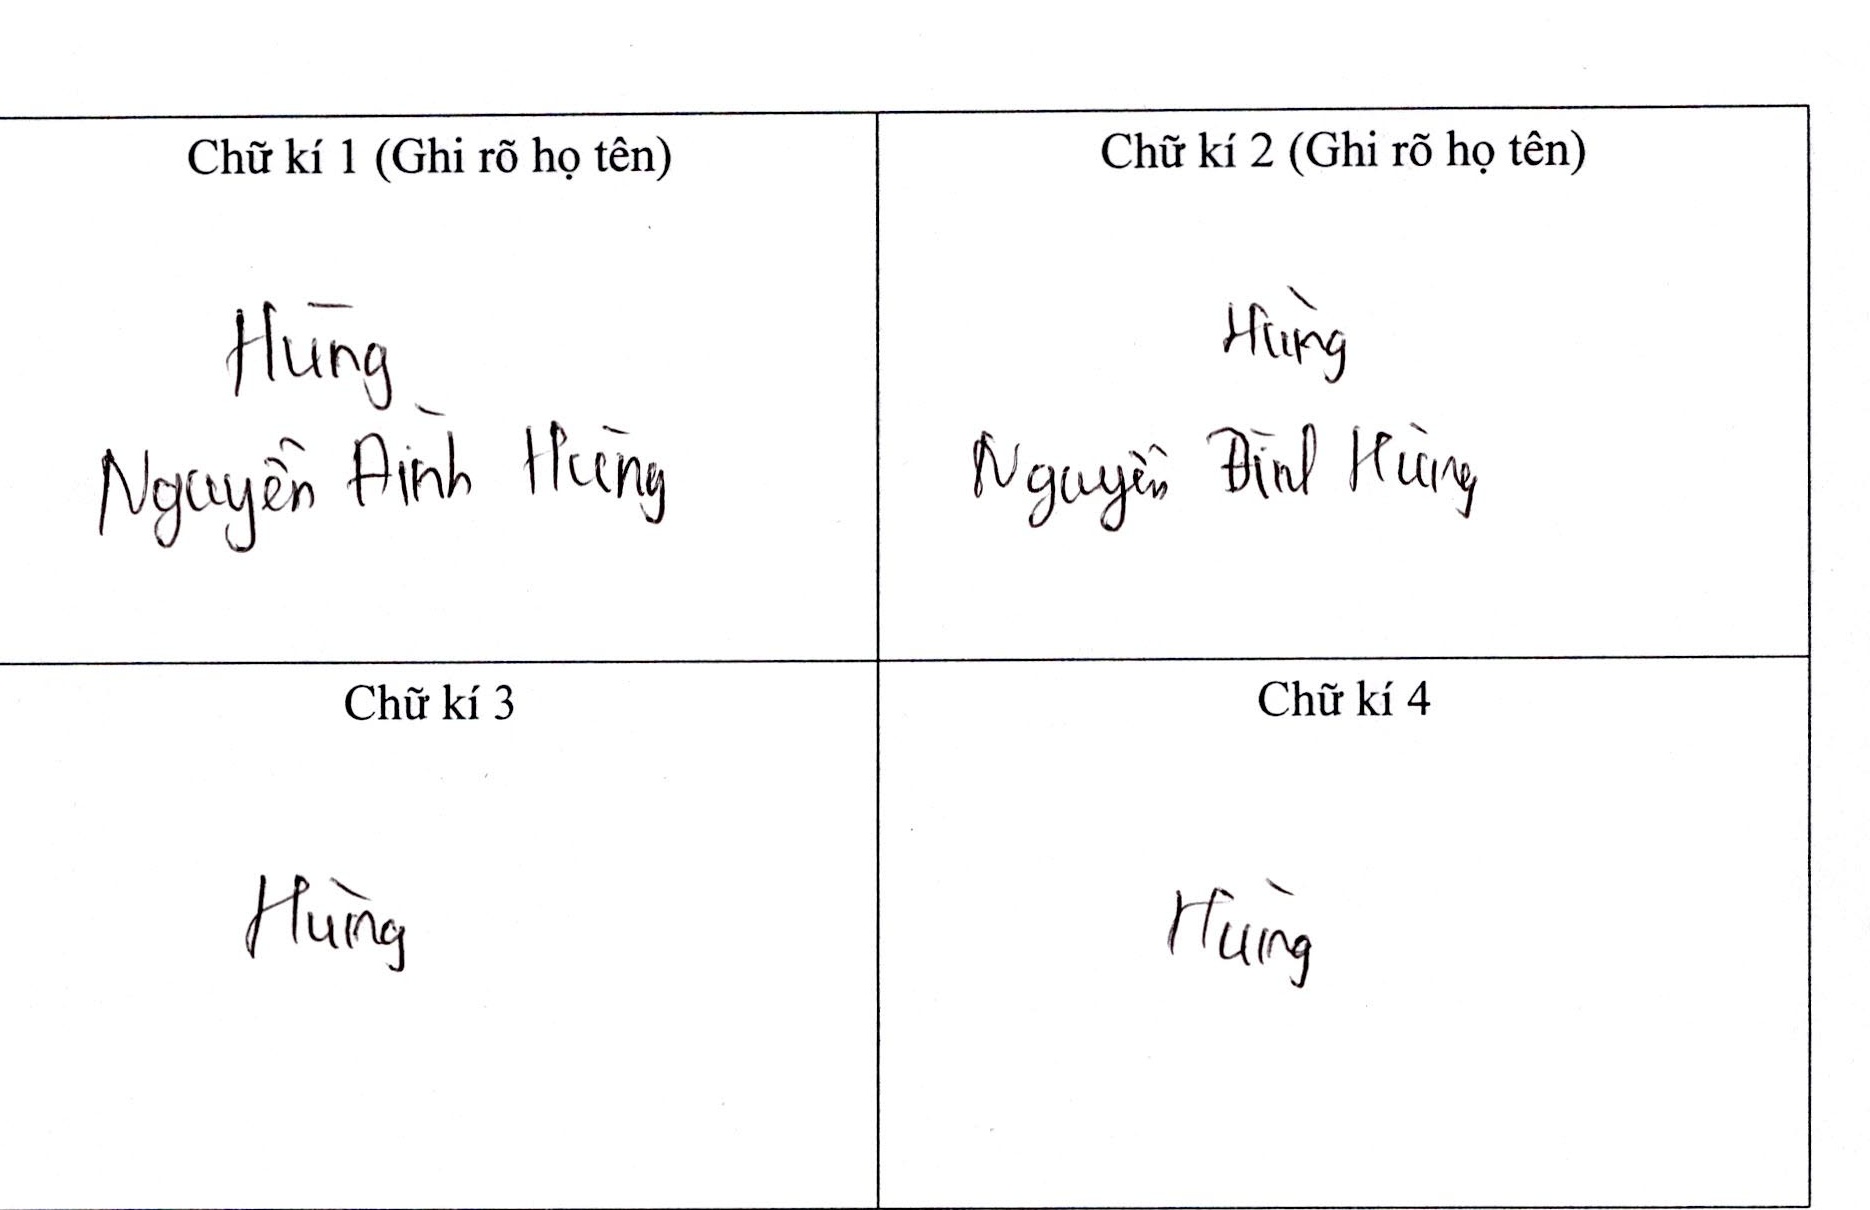 Chữ kí 1 (Ghi rõ họ tên)
Hùng
Nguyễn Đình Hùng
Chữ kí 2 (Ghi rõ họ tên)
Hùng
Nguyễn Đình Hùng
Chữ kí 3
Hùng
Chữ kí 4
Hùng